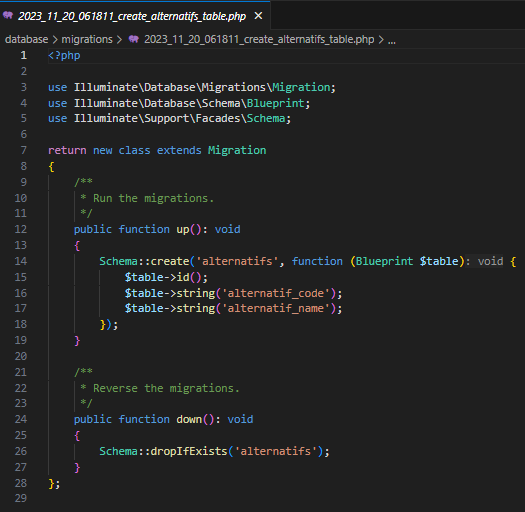 2023_11_20_061811_create_alternatifs_table.php ×
database > migrations > 2023_11_20_061811_create_alternatifs_table.php > ...
1 <?php
2
3 use Illuminate\Database\Migrations\Migration;
4 use Illuminate\Database\Schema\Blueprint;
5 use Illuminate\Support\Facades\Schema;
6
7 return new class extends Migration
8 {
9     /**
10      * Run the migrations.
11      */
12     public function up(): void
13     {
14         Schema::create('alternatifs', function (Blueprint $table): void {
15             $table->id();
16             $table->string('alternatif_code');
17             $table->string('alternatif_name');
18         });
19     }
20
21     /**
22      * Reverse the migrations.
23      */
24     public function down(): void
25     {
26         Schema::dropIfExists('alternatifs');
27     }
28 };
29